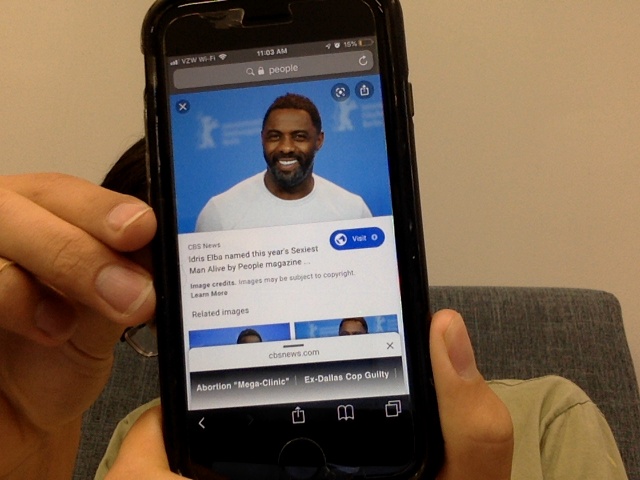 VZW Wi-Fi 11:03 AM 15%
people
CBS News
Idris Elba named this year's Sexiest
Man Alive by People magazine ...
Visit
Image credits. Images may be subject to copyright.
Learn More
Related images
cbsnews.com
Abortion "Mega-Clinic" | Ex-Dallas Cop Guilty |